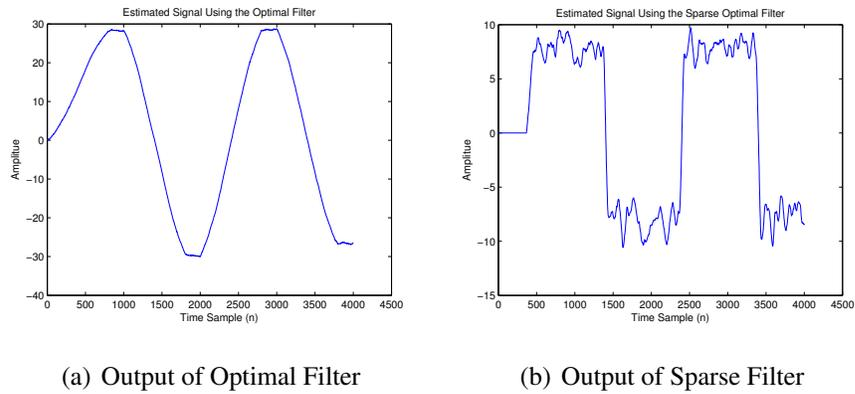 Estimated Signal Using the Optimal Filter
30
20
10
0
−10
−20
−30
−40
Amplitue
0 500 1000 1500 2000 2500 3000 3500 4000 4500
Time Sample (n)
(a) Output of Optimal Filter
Estimated Signal Using the Sparse Optimal Filter
10
5
0
−5
−10
−15
Amplitue
0 500 1000 1500 2000 2500 3000 3500 4000 4500
Time Sample (n)
(b) Output of Sparse Filter